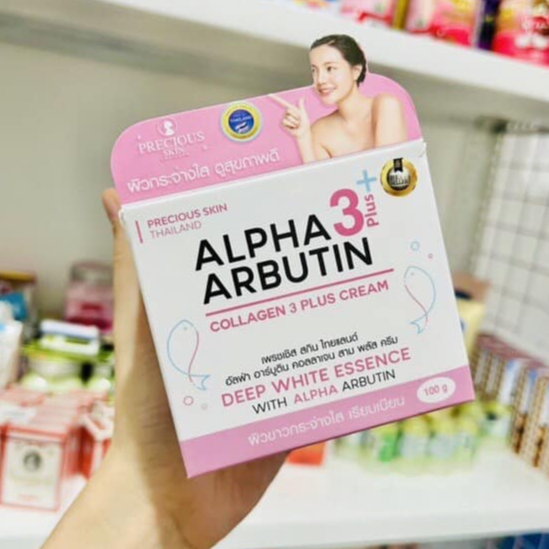 PRECIOUS
SKIN
THAILAND
ผิวกระจ่างใส ดูสุขภาพดี
PRECIOUS SKIN
THAILAND
ALPHA 3 Plus +
ARBUTIN
COLLAGEN 3 PLUS CREAM
เพรชเชิส สกิน ไทยแลนด์
อัลฟ่า อาร์บูติน คอลลาเจน สาม พลัส ครีม
DEEP WHITE ESSENCE
WITH ALPHA ARBUTIN
100 g
ผิวขาวกระจ่างใส เรียบเนียน